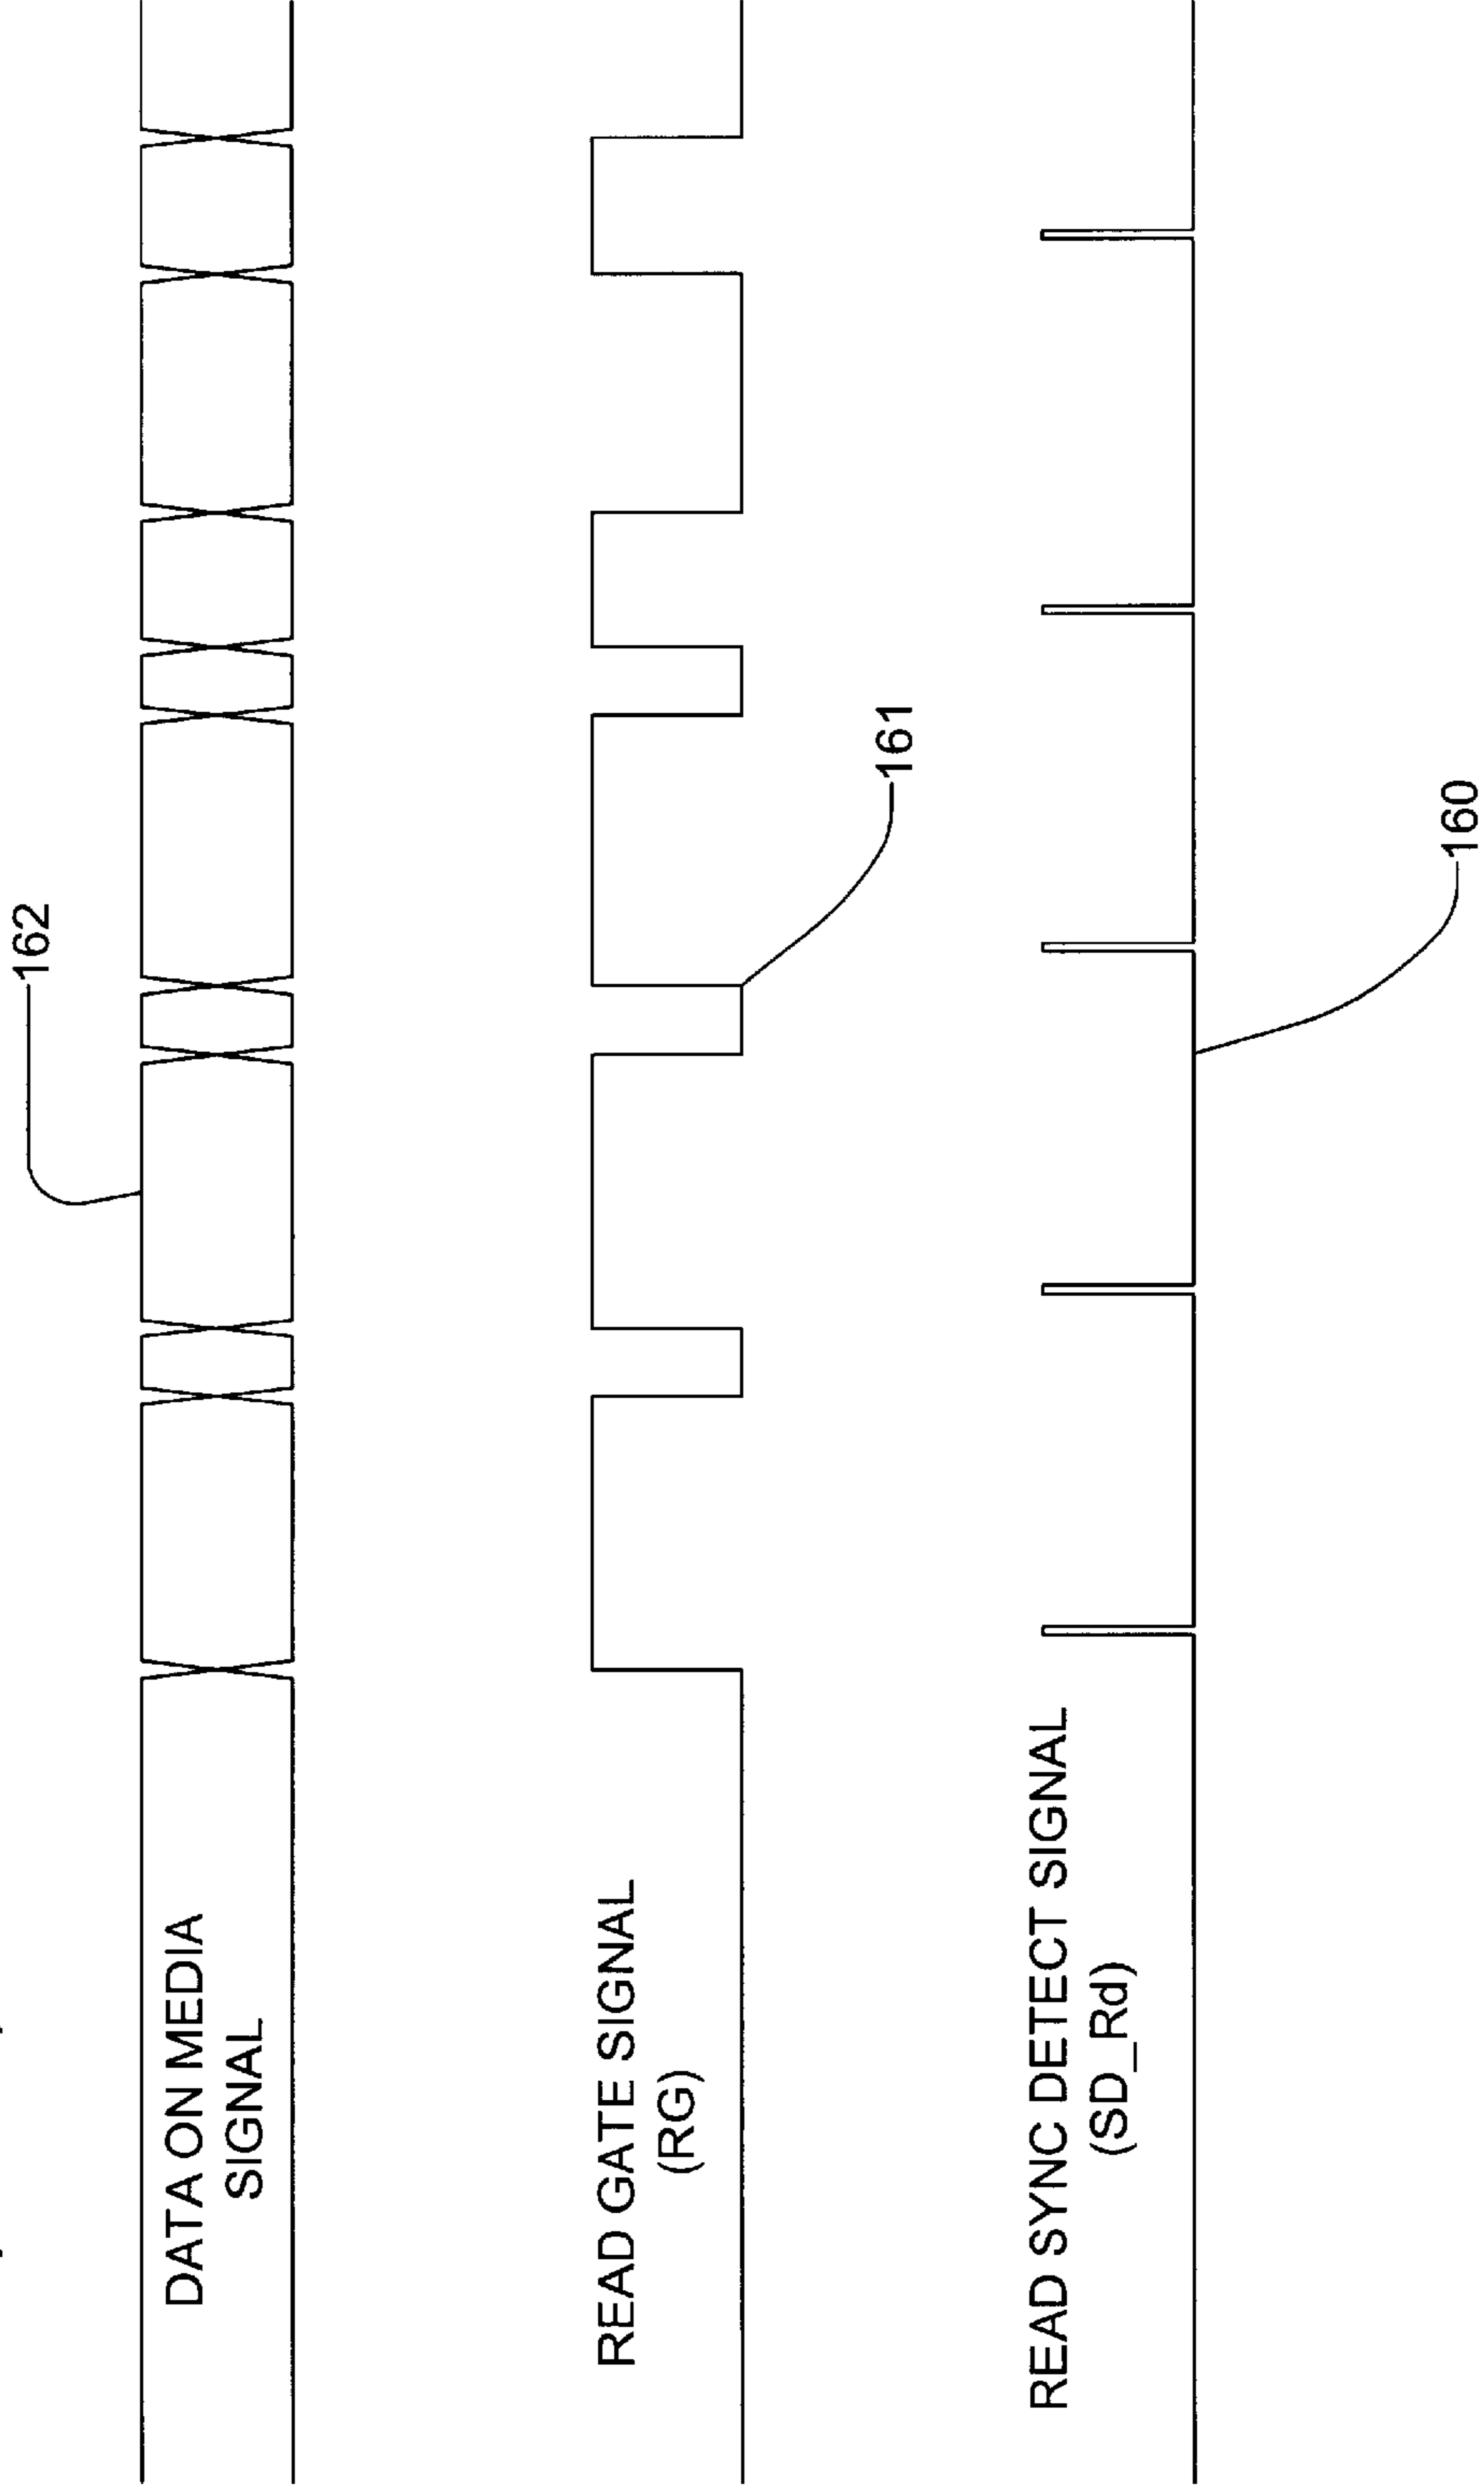 DATA ON MEDIA
SIGNAL
162
READ GATE SIGNAL
(RG)
161
READ SYNC DETECT SIGNAL
(SD_Rd)
160